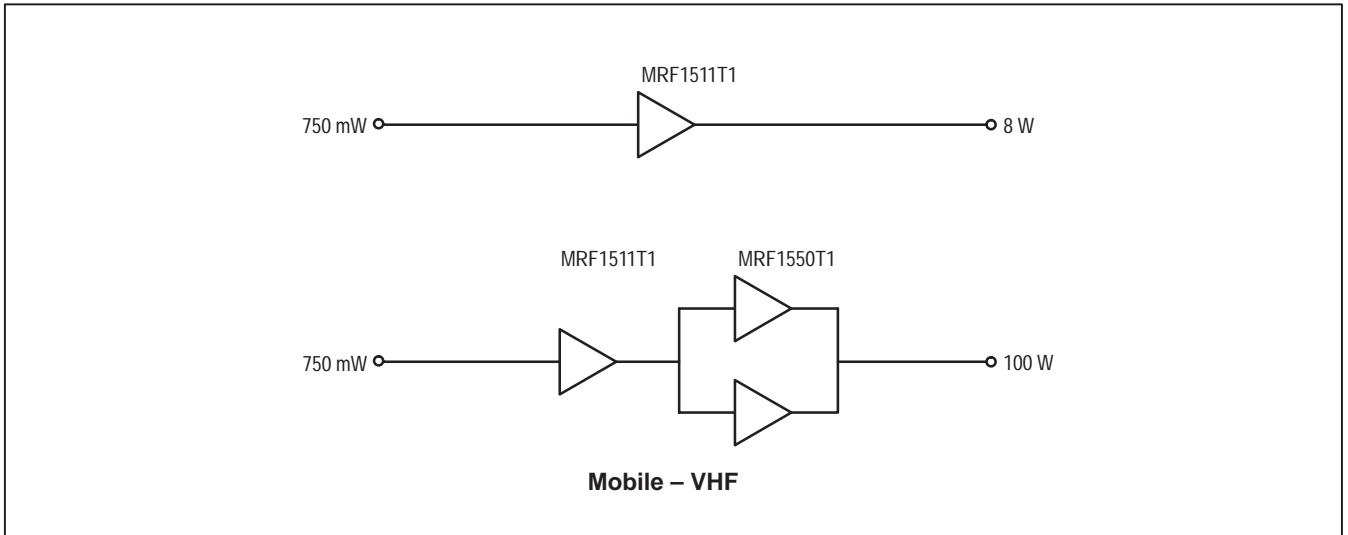 MRF1511T1
750 mW
8 W
MRF1511T1
MRF1550T1
750 mW
100 W
Mobile – VHF